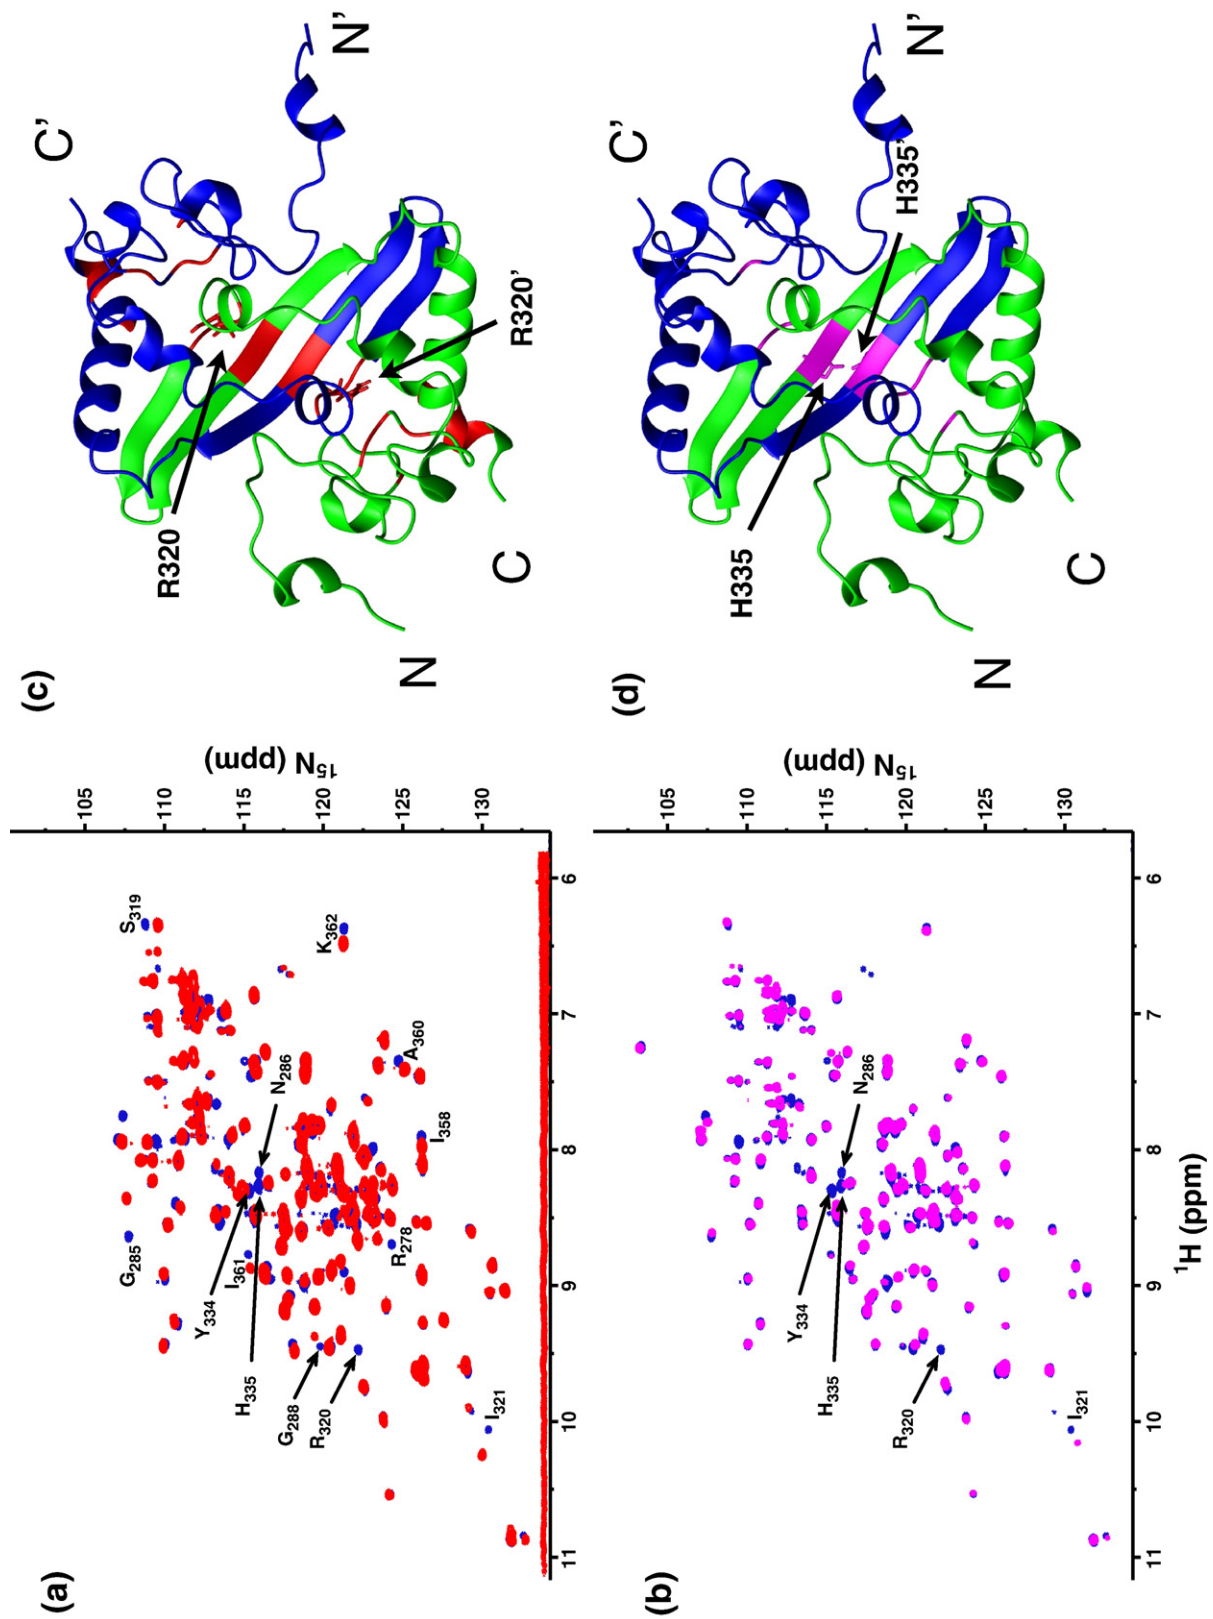 (a)
S319
K362
A360
N286
I358
R278
G285
I361
Y334
H335
G288
R320
I321
105
110
115
120
125
130
15N (ppm)
(b)
N286
Y334
H335
R320
I321
105
110
115
120
125
130
15N (ppm)
11
10
9
8
7
6
1H (ppm)
(c)
C'
N'
R320
R320'
N
C
(d)
C'
N'
H335'
H335
N
C